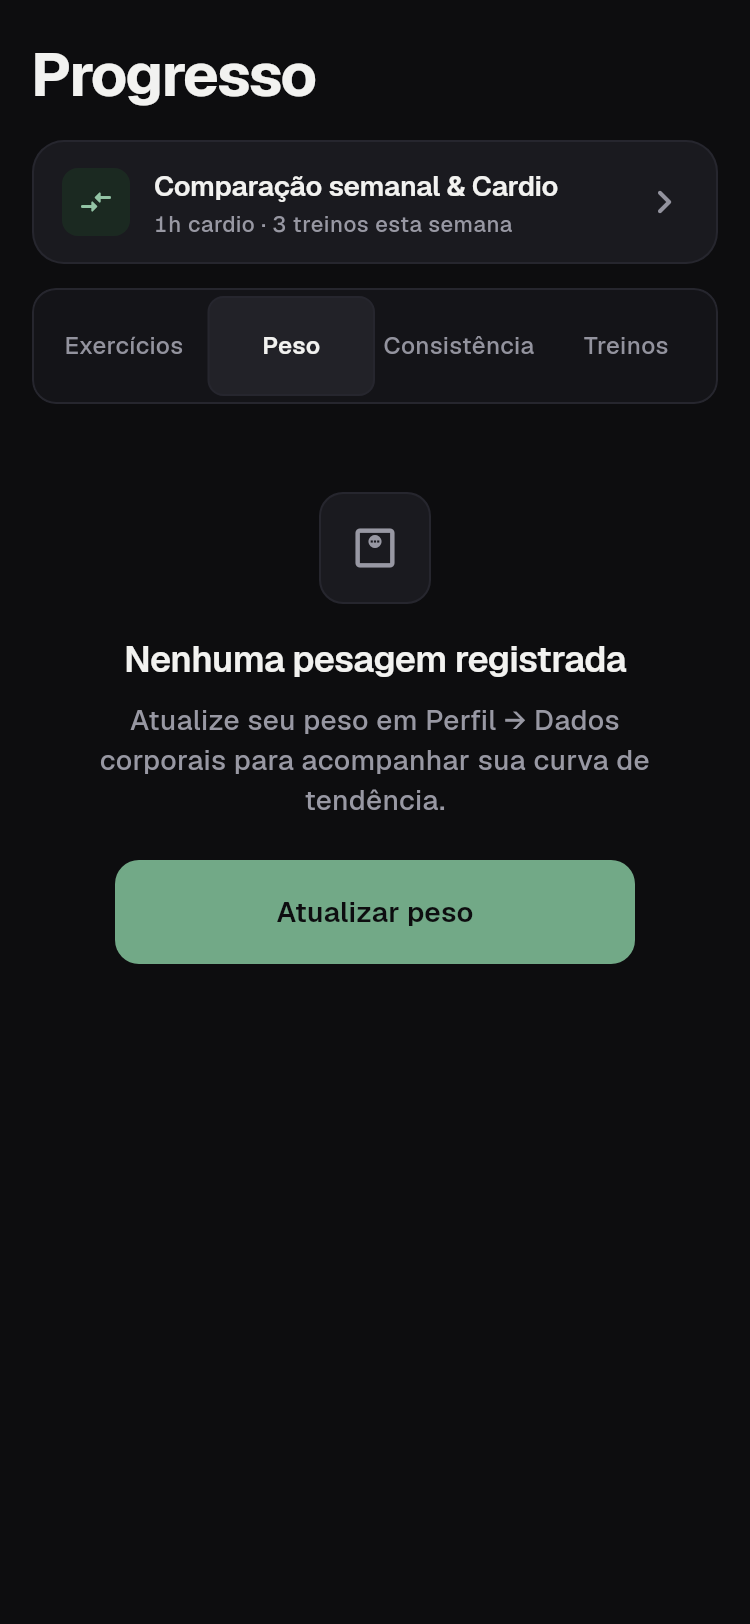 Progresso
Comparação semanal & Cardio
1h cardio · 3 treinos esta semana
Exercícios
Peso
Consistência
Treinos
Nenhuma pesagem registrada
Atualize seu peso em Perfil → Dados
corporais para acompanhar sua curva de
tendência.
Atualizar peso